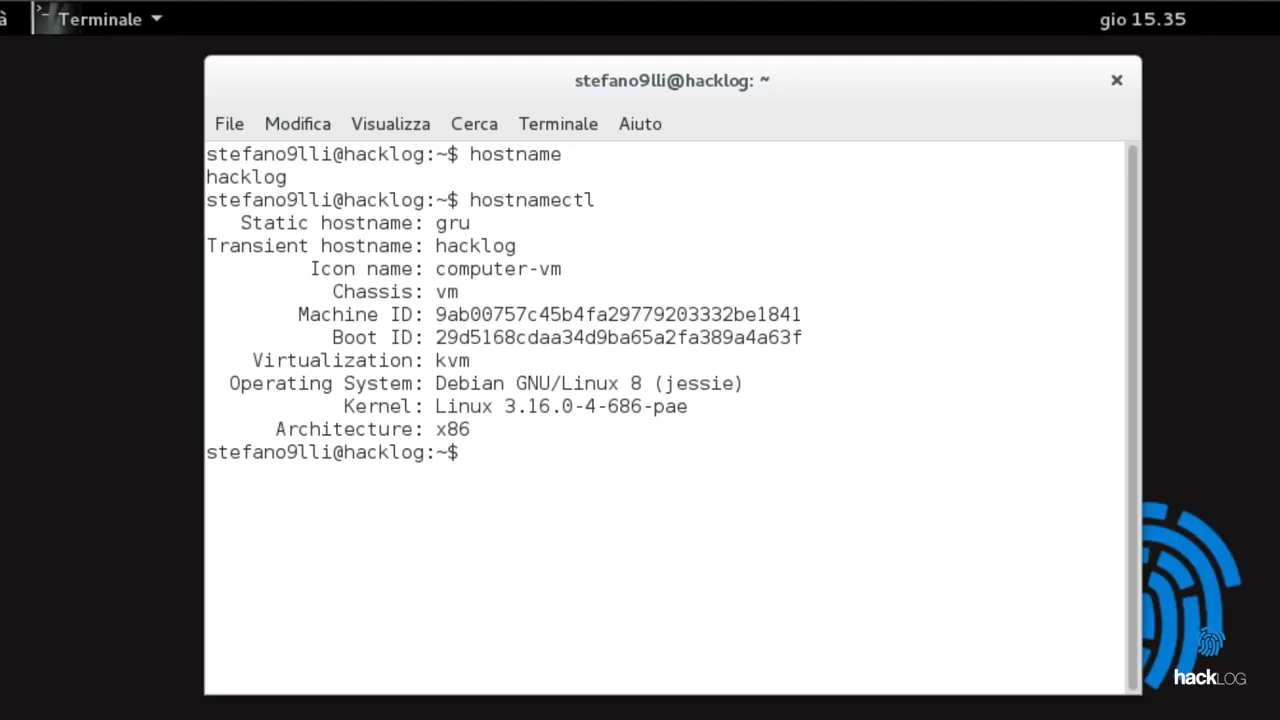 à
Terminale
gio 15.35
stefano9lli@hacklog: ~
File Modifica Visualizza Cerca Terminale Aiuto
stefano9lli@hacklog:~$ hostname
hacklog
stefano9lli@hacklog:~$ hostnamectl
Static hostname: gru
Transient hostname: hacklog
Icon name: computer-vm
Chassis: vm
Machine ID: 9ab00757c45b4fa29779203332be1841
Boot ID: 29d5168cdaa34d9ba65a2fa389a4a63f
Virtualization: kvm
Operating System: Debian GNU/Linux 8 (jessie)
Kernel: Linux 3.16.0-4-686-pae
Architecture: x86
stefano9lli@hacklog:~$
hackLOG